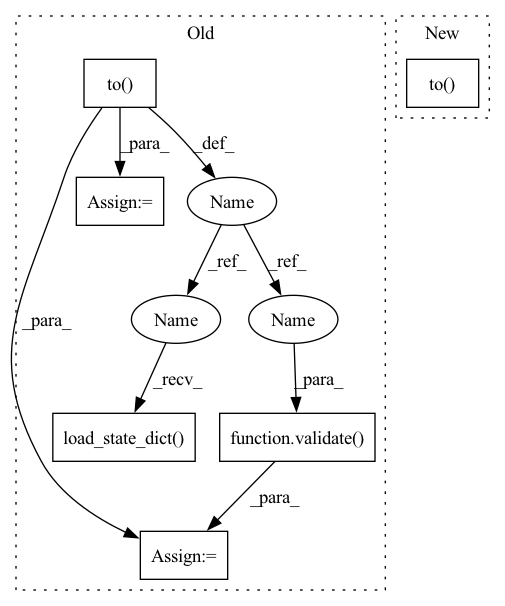 Old
New
to()
to()
_para_
_def_
Assign:=
Name
_ref_
_ref_
_para_
Name
Name
_recv_
_para_
load_state_dict()
function.validate()
_para_
Assign:=